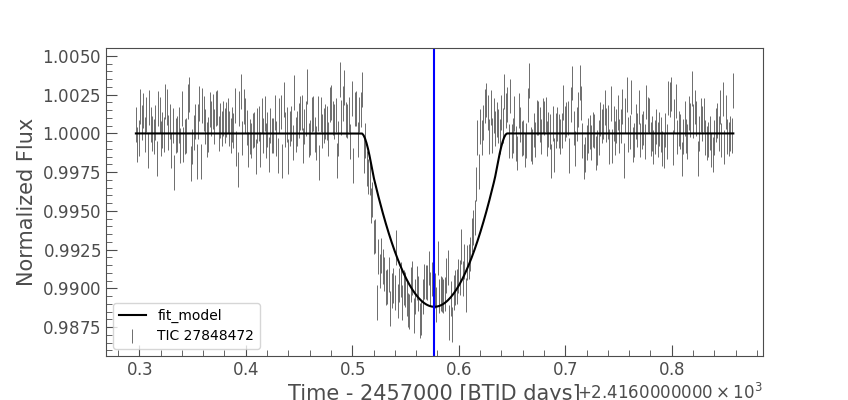 1.0050
1.0025
1.0000
0.9975
0.9950
0.9925
0.9900
0.9875
Normalized Flux
fit_model
TIC 27848472
0.3
0.4
0.5
0.6
0.7
0.8
Time - 2457000 [BTJD days]
+2.4160000000 × 10³